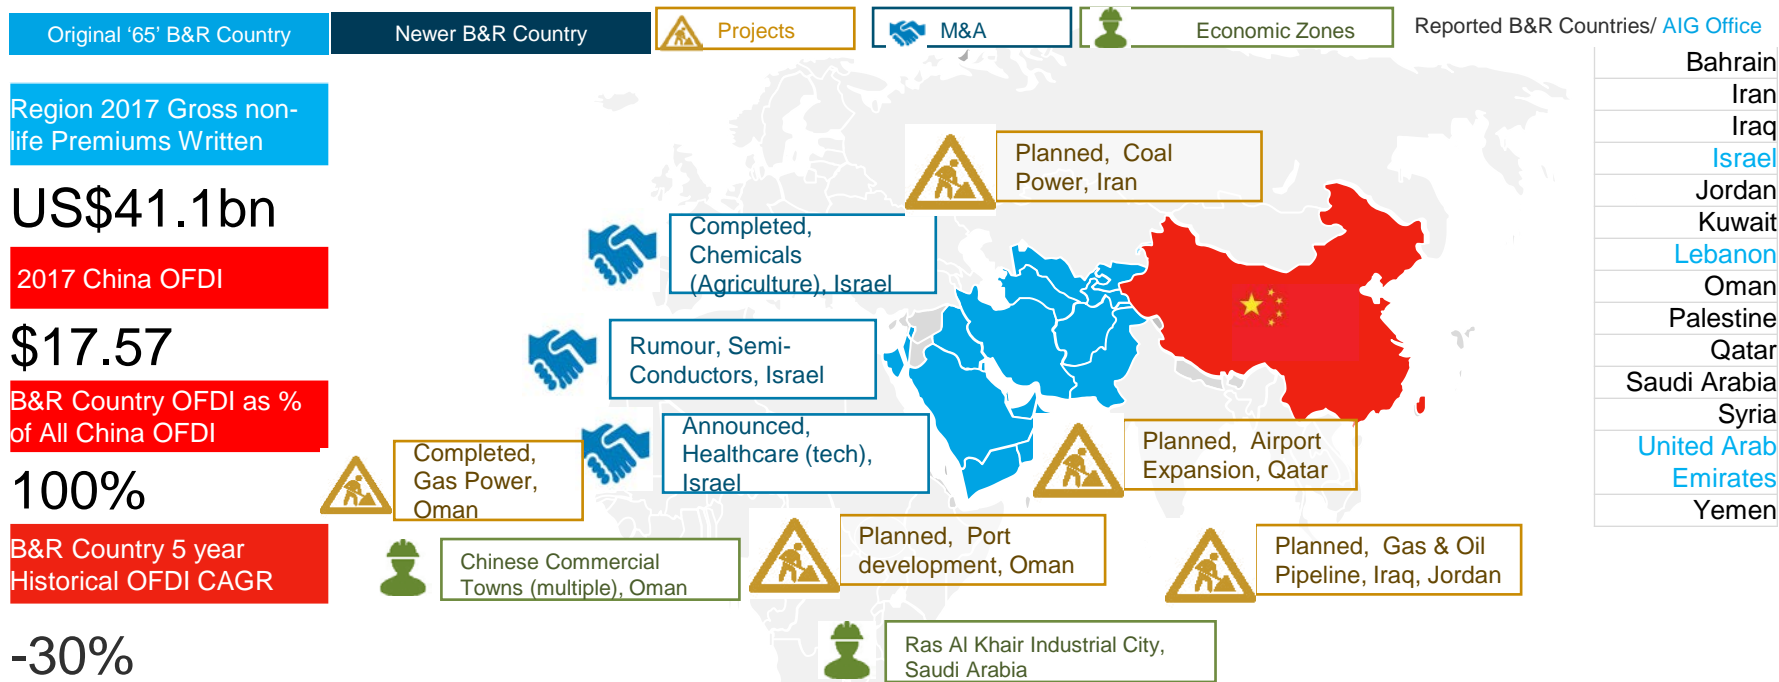 Original ‘65’ B&R Country
Newer B&R Country
Projects
M&A
Economic Zones
Reported B&R Countries/ AIG Office
Region 2017 Gross non-
life Premiums Written
US$41.1bn
2017 China OFDI
$17.57
B&R Country OFDI as %
of All China OFDI
100%
B&R Country 5 year
Historical OFDI CAGR
-30%
Planned, Coal
Power, Iran
Completed,
Chemicals
(Agriculture), Israel
Rumour, Semi-
Conductors, Israel
Announced,
Healthcare (tech),
Israel
Completed,
Gas Power,
Oman
Planned, Airport
Expansion, Qatar
Chinese Commercial
Towns (multiple), Oman
Planned, Port
development, Oman
Planned, Gas & Oil
Pipeline, Iraq, Jordan
Ras Al Khair Industrial City,
Saudi Arabia
Bahrain
Iran
Iraq
Israel
Jordan
Kuwait
Lebanon
Oman
Palestine
Qatar
Saudi Arabia
Syria
United Arab
Emirates
Yemen